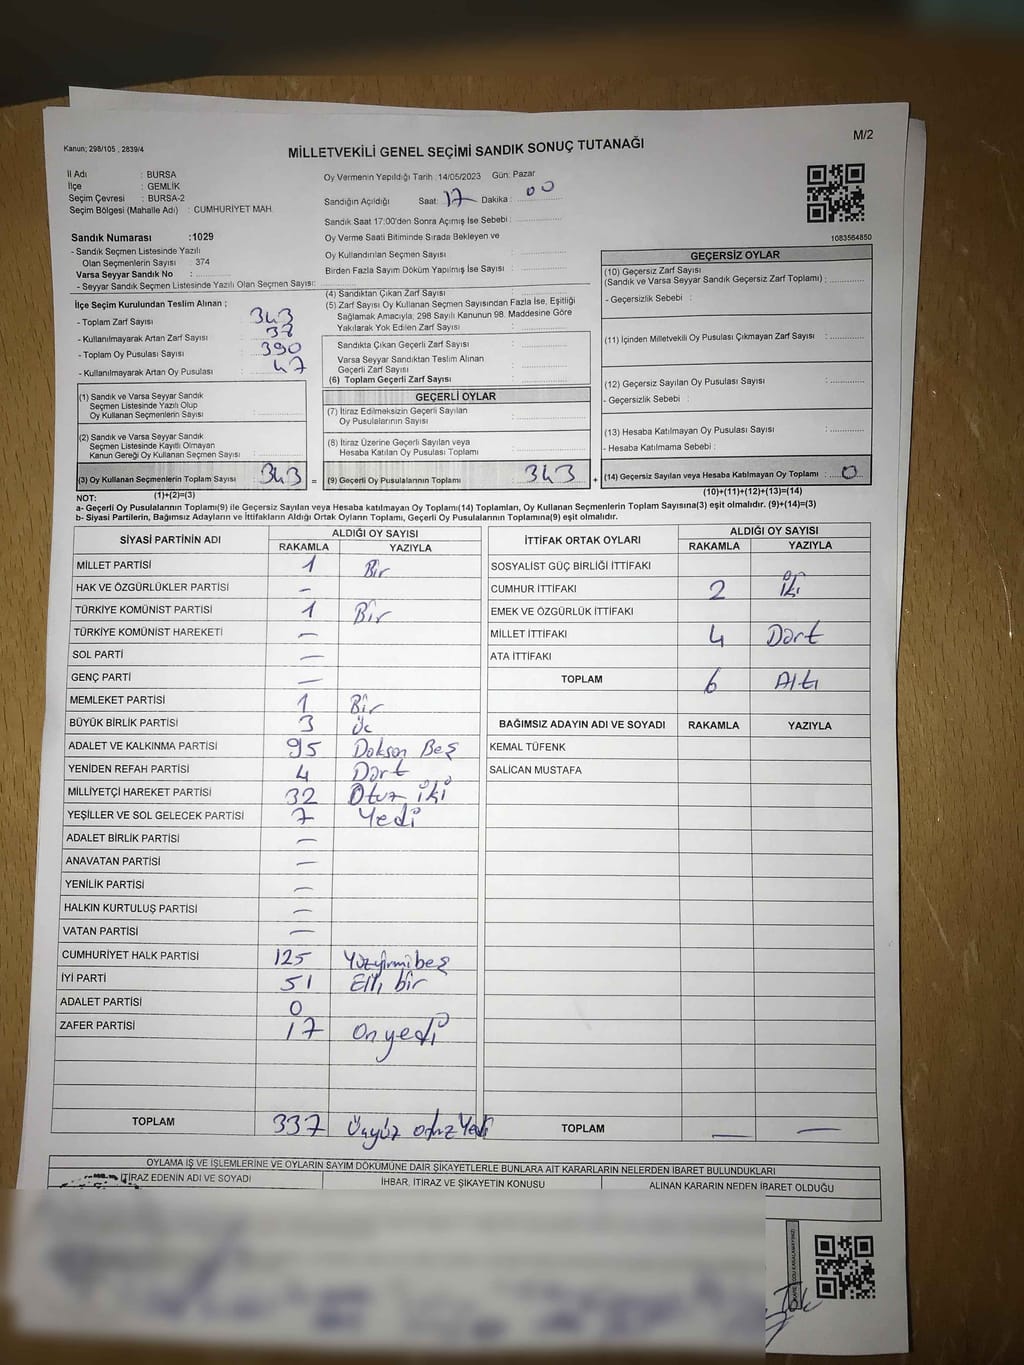 M/2
Kanun; 298/105 , 2839/4
MİLLETVEKİLİ GENEL SEÇİMİ SANDIK SONUÇ TUTANAĞI
İl Adı : BURSA
İlçe : GEMLİK
Seçim Çevresi : BURSA-2
Seçim Bölgesi (Mahalle Adı) : CUMHURİYET MAH.
Oy Vermenin Yapıldığı Tarih :14/05/2023 Gün: Pazar
Sandığın Açıldığı Saat: 17 Dakika : 00
Sandık Saat 17:00'den Sonra Açımış İse Sebebi :
Oy Verme Saati Bitiminde Sırada Bekleyen ve
Oy Kullandırılan Seçmen Sayısı :
Birden Fazla Sayım Döküm Yapılmış İse Sayısı :
1083564850
Sandık Numarası :1029
- Sandık Seçmen Listesinde Yazılı
Olan Seçmenlerin Sayısı : 374
Varsa Seyyar Sandık No :
- Seyyar Sandık Seçmen Listesinde Yazılı Olan Seçmen Sayısı:
İlçe Seçim Kurulundan Teslim Alınan ;
- Toplam Zarf Sayısı : 343
- Kullanılmayarak Artan Zarf Sayısı :
- Toplam Oy Pusulası Sayısı : 390
- Kullanılmayarak Artan Oy Pusulası : 47
(1) Sandık ve Varsa Seyyar Sandık
Seçmen Listesinde Yazılı Olup
Oy Kullanan Seçmenlerin Sayısı :
(2) Sandık ve Varsa Seyyar Sandık
Seçmen Listesinde Kayıtlı Olmayan
Kanun Gereği Oy Kullanan Seçmen Sayısı :
(3) Oy Kullanan Seçmenlerin Toplam Sayısı : 343
(1)+(2)=(3)
(4) Sandıktan Çıkan Zarf Sayısı :
(5) Zarf Sayısı Oy Kullanan Seçmen Sayısından Fazla İse, Eşitliği
Sağlamak Amacıyla; 298 Sayılı Kanunun 98. Maddesine Göre
Yakılarak Yok Edilen Zarf Sayısı :
Sandıkta Çıkan Geçerli Zarf Sayısı :
Varsa Seyyar Sandıktan Teslim Alınan
Geçerli Zarf Sayısı :
(6) Toplam Geçerli Zarf Sayısı :
GEÇERLİ OYLAR
(7) İtiraz Edilmeksizin Geçerli Sayılan
Oy Pusulalarının Sayısı :
(8) İtiraz Üzerine Geçerli Sayılan veya
Hesaba Katılan Oy Pusulası Toplamı :
= (9) Geçerli Oy Pusulalarının Toplamı : 343
GEÇERSİZ OYLAR
(10) Geçersiz Zarf Sayısı
(Sandık ve Varsa Seyyar Sandık Geçersiz Zarf Toplamı) :
- Geçersizlik Sebebi :
(11) İçinden Milletvekili Oy Pusulası Çıkmayan Zarf Sayısı :
(12) Geçersiz Sayılan Oy Pusulası Sayısı :
- Geçersizlik Sebebi :
(13) Hesaba Katılmayan Oy Pusulası Sayısı :
- Hesaba Katılmama Sebebi :
+ (14) Geçersiz Sayılan veya Hesaba Katılmayan Oy Toplamı : 0
(10)+(11)+(12)+(13)=(14)
NOT:
a- Geçerli Oy Pusulaları Toplamı(9) ile Geçersiz Sayılan veya Hesaba katılmayan Oy Toplamı(14) Toplamları, Oy Kullanan Seçmenlerin Toplam Sayısına(3) eşit olmalıdır. (9)+(14)=(3)
b- Siyasi Partilerin, Bağımsız Adayların ve İttifakların Aldığı Ortak Oyların Toplamı, Geçerli Oy Pusulalarının Toplamına(9) eşit olmalıdır.
SİYASİ PARTİNİN ADI ALDIĞI OY SAYISI
RAKAMLA YAZIYLA
MİLLET PARTİSİ 1 Bir
HAK VE ÖZGÜRLÜKLER PARTİSİ -
TÜRKİYE KOMÜNİST PARTİSİ 1 Bir
TÜRKİYE KOMÜNİST HAREKETİ -
SOL PARTİ -
GENÇ PARTİ -
MEMLEKET PARTİSİ 1 Bir
BÜYÜK BİRLİK PARTİSİ 3 Üç
ADALET VE KALKINMA PARTİSİ 95 Doksan Beş
YENİDEN REFAH PARTİSİ 4 Dört
MİLLİYETÇİ HAREKET PARTİSİ 32 Otuz iki
YEŞİLLER VE SOL GELECEK PARTİSİ 7 Yedi
ADALET BİRLİK PARTİSİ -
ANAVATAN PARTİSİ -
YENİLİK PARTİSİ -
HALKIN KURTULUŞ PARTİSİ -
VATAN PARTİSİ -
CUMHURİYET HALK PARTİSİ 125 Yüzyirmibeş
İYİ PARTİ 51 Elli bir
ADALET PARTİSİ 0
ZAFER PARTİSİ 17 On yedi
TOPLAM 337 Üçyüz otuz Yedi
İTTİFAK ORTAK OYLARI ALDIĞI OY SAYISI
RAKAMLA YAZIYLA
SOSYALİST GÜÇ BİRLİĞİ İTTİFAKI
CUMHUR İTTİFAKI 2 İki
EMEK VE ÖZGÜRLÜK İTTİFAKI
MİLLET İTTİFAKI 4 Dört
ATA İTTİFAKI
TOPLAM 6 Altı
BAĞIMSIZ ADAYIN ADI VE SOYADI RAKAMLA YAZIYLA
KEMAL TÜFENK
SALİCAN MUSTAFA
TOPLAM - -
OYLAMA İŞ VE İŞLEMLERİNE VE OYLARIN SAYIM DÖKÜMÜNE DAİR ŞİKAYETLERLE BUNLARA AİT KARARLARIN NELERDEN İBARET BULUNDUKLARI
İTİRAZ EDENİN ADI VE SOYADI İHBAR, İTİRAZ VE ŞİKAYETİN KONUSU ALINAN KARARIN NEDEN İBARET OLDUĞU